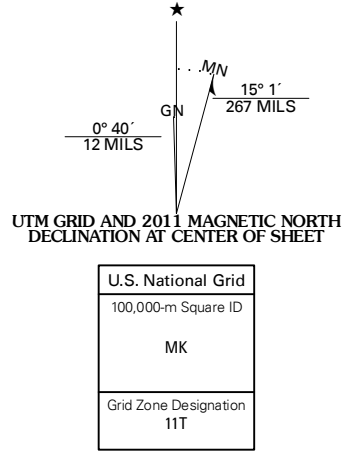 ★
MN
15° 1´
267 MILS
GN
0° 40´
12 MILS
UTM GRID AND 2011 MAGNETIC NORTH
DECLINATION AT CENTER OF SHEET
U.S. National Grid
100,000-m Square ID
MK
Grid Zone Designation
11T